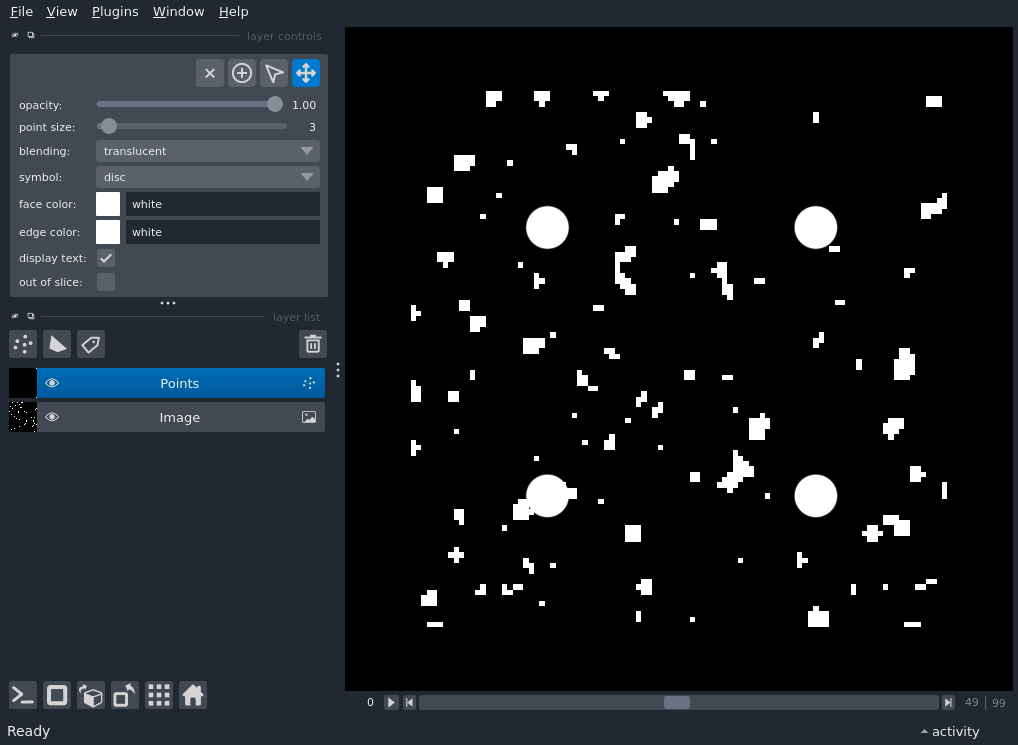 File View Plugins Window Help
layer controls
opacity: 1.00
point size: 3
blending: translucent
symbol: disc
face color: white
edge color: white
display text:
out of slice:
layer list
Points
Image
0 49 99
Ready activity